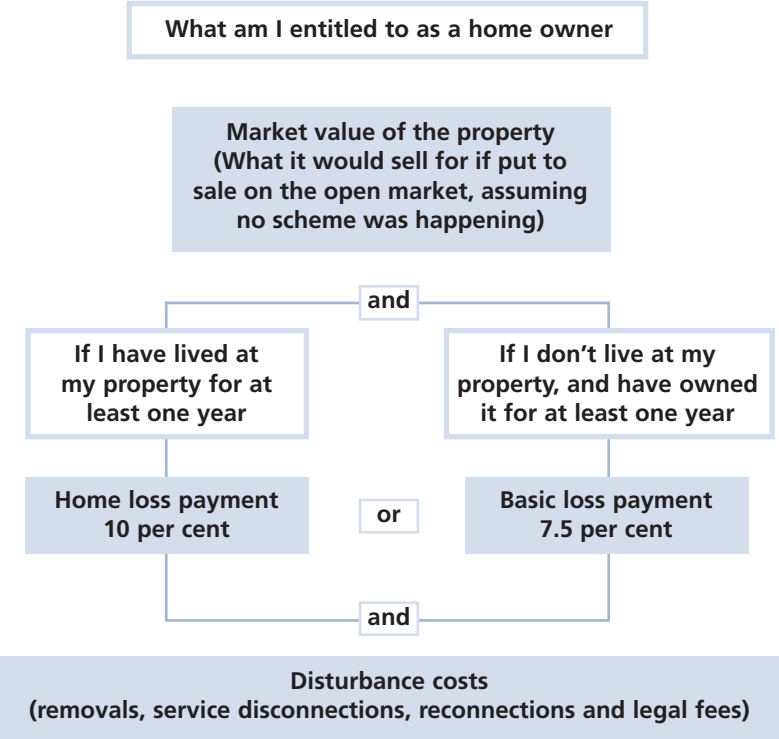 What am I entitled to as a home owner
Market value of the property
(What it would sell for if put to
sale on the open market, assuming
no scheme was happening)
and
If I have lived at
my property for at
least one year
If I don’t live at my
property, and have owned
it for at least one year
Home loss payment
10 per cent
or
Basic loss payment
7.5 per cent
and
Disturbance costs
(removals, service disconnections, reconnections and legal fees)